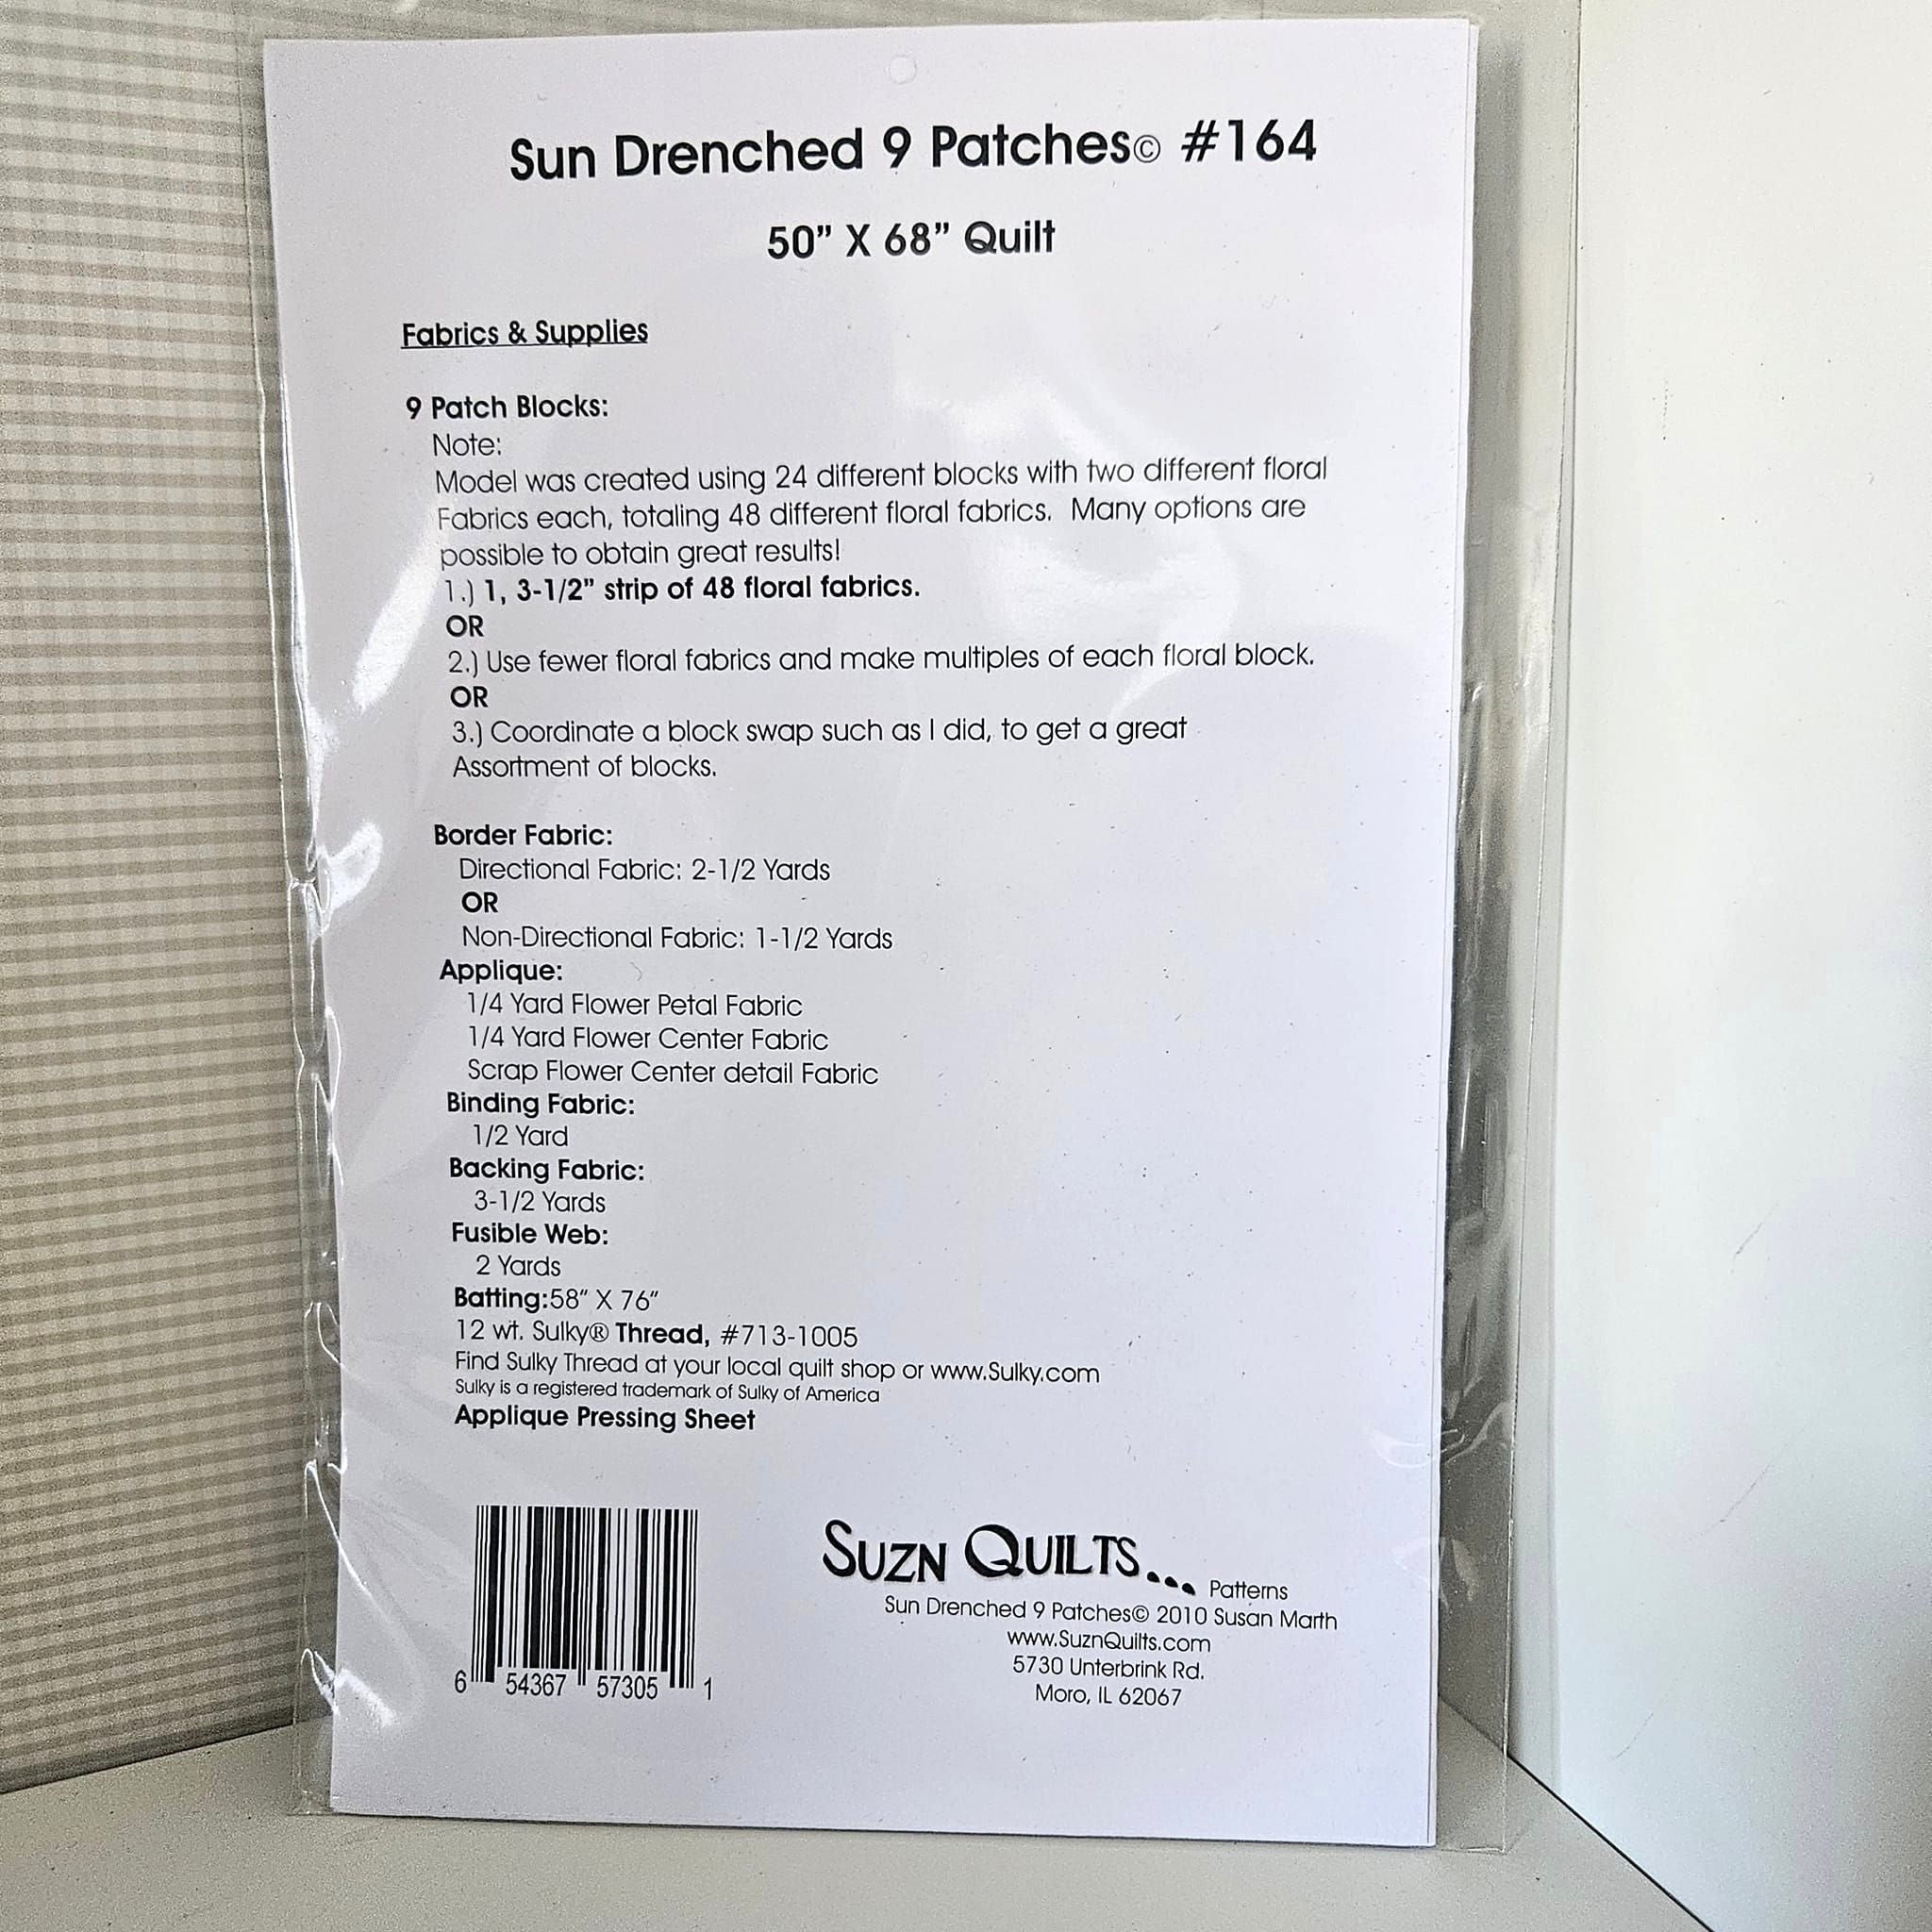 Sun Drenched 9 Patches© #164
50” X 68” Quilt
Fabrics & Supplies
9 Patch Blocks:
Note:
Model was created using 24 different blocks with two different floral
Fabrics each, totaling 48 different floral fabrics. Many options are
possible to obtain great results!
1.) 1, 3-1/2” strip of 48 floral fabrics.
OR
2.) Use fewer floral fabrics and make multiples of each floral block.
OR
3.) Coordinate a block swap such as I did, to get a great
Assortment of blocks.
Border Fabric:
Directional Fabric: 2-1/2 Yards
OR
Non-Directional Fabric: 1-1/2 Yards
Applique:
1/4 Yard Flower Petal Fabric
1/4 Yard Flower Center Fabric
Scrap Flower Center detail Fabric
Binding Fabric:
1/2 Yard
Backing Fabric:
3-1/2 Yards
Fusible Web:
2 Yards
Batting:58” X 76”
12 wt. Sulky® Thread, #713-1005
Find Sulky Thread at your local quilt shop or www.Sulky.com
Sulky is a registered trademark of Sulky of America
Applique Pressing Sheet
6 54367 57305 1
SUZN QUILTS... Patterns
Sun Drenched 9 Patches© 2010 Susan Marth
www.SuznQuilts.com
5730 Unterbrink Rd.
Moro, IL 62067